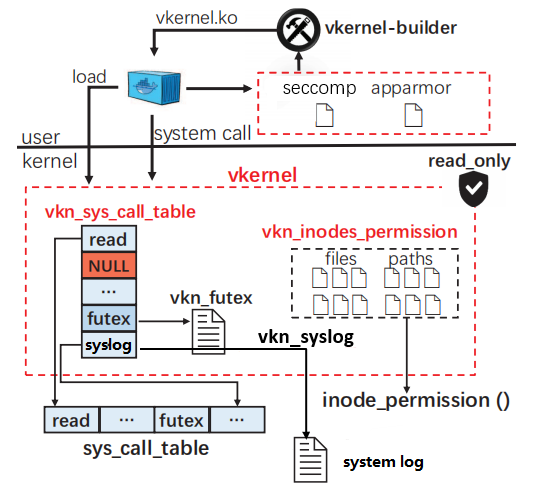 vkernel.ko
vkernel-builder
load
seccomp
apparmor
user
system call
kernel
read_only
vkernel
vkn_sys_call_table
vkn_inodes_permission
read
files
paths
NULL
...
vkn_futex
futex
vkn_syslog
syslog
inode_permission ()
read
...
futex
...
sys_call_table
system log